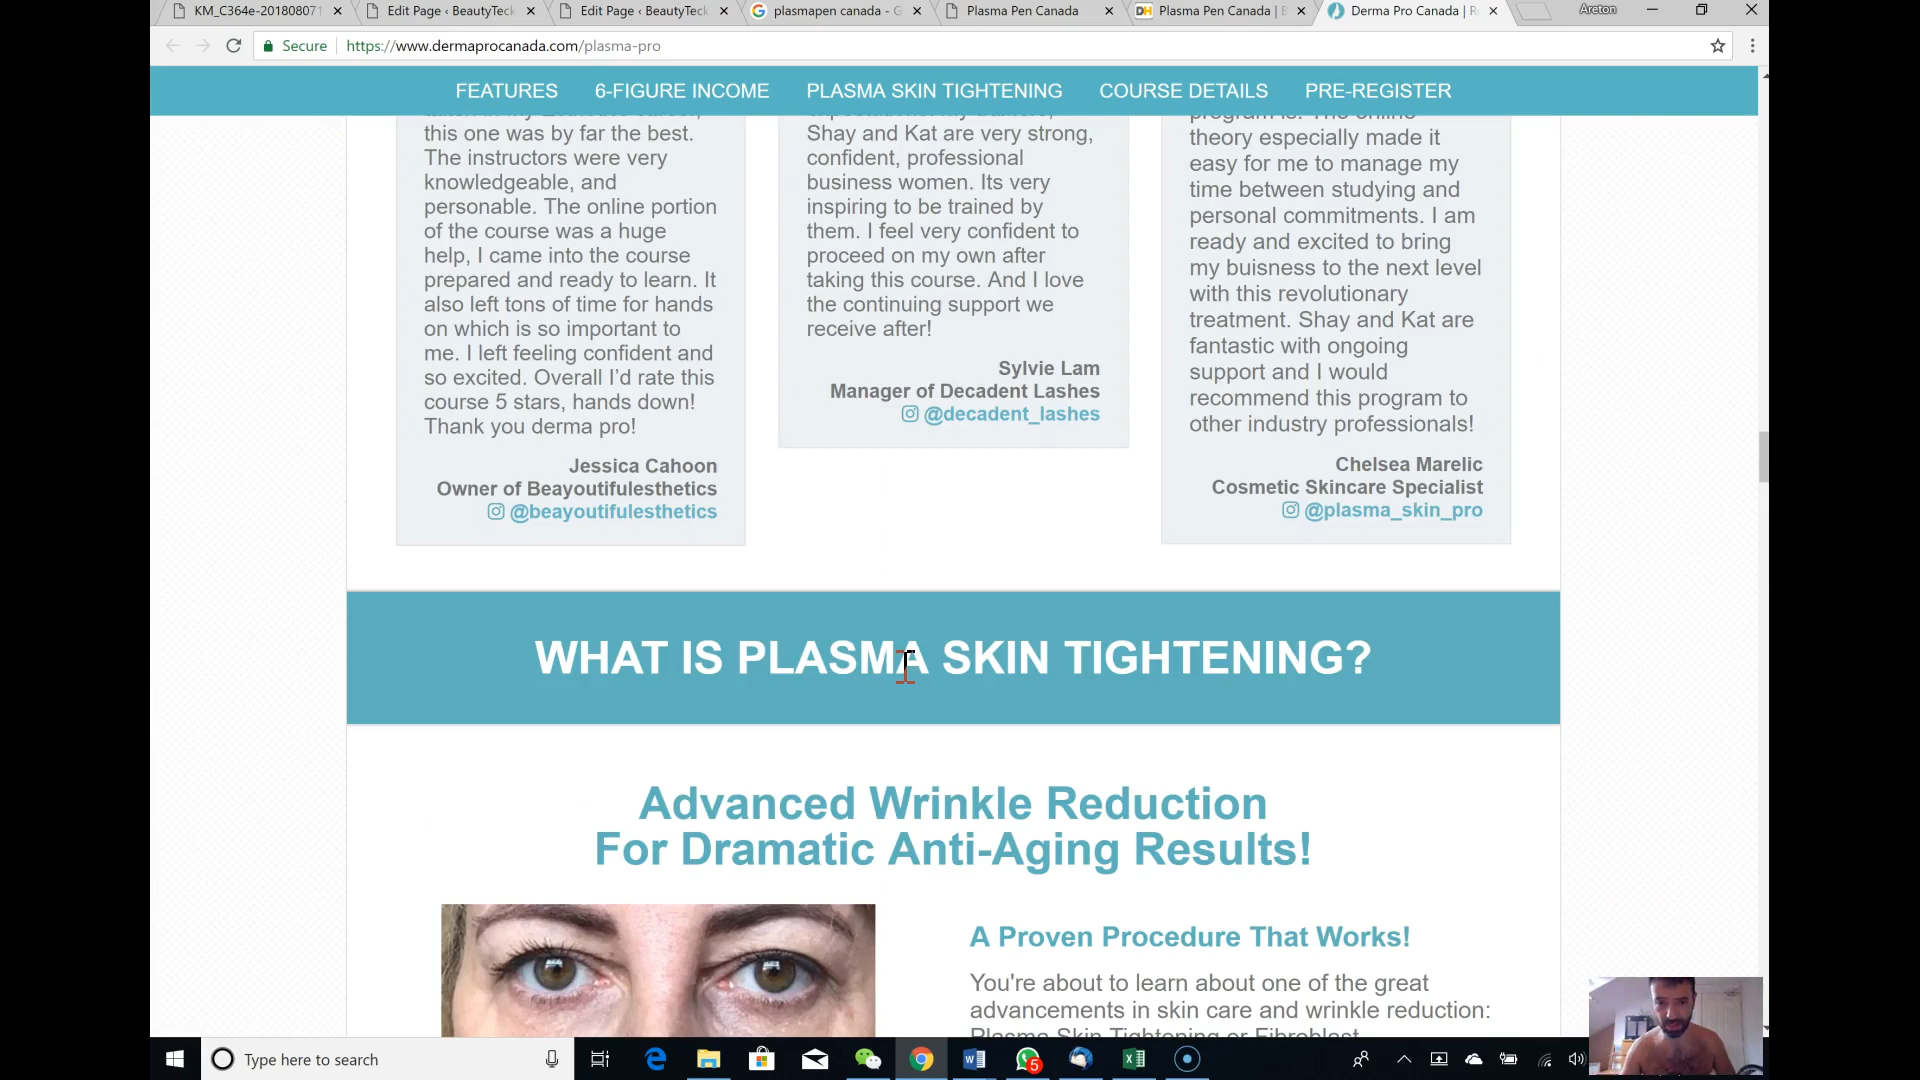 KM_C364e-201808071
Edit Page ‹ BeautyTeck
Edit Page ‹ BeautyTeck
plasmapen canada - G
Plasma Pen Canada
Plasma Pen Canada | E
Derma Pro Canada | R
Areton
Secure
https://www.dermaprocanada.com/plasma-pro
FEATURES
6-FIGURE INCOME
PLASMA SKIN TIGHTENING
COURSE DETAILS
PRE-REGISTER
this one was by far the best.
The instructors were very
knowledgeable, and
personable. The online portion
of the course was a huge
help, I came into the course
prepared and ready to learn. It
also left tons of time for hands
on which is so important to
me. I left feeling confident and
so excited. Overall I'd rate this
course 5 stars, hands down!
Thank you derma pro!
Jessica Cahoon
Owner of Beayoutifulesthetics
@beayoutifulesthetics
Shay and Kat are very strong,
confident, professional
business women. Its very
inspiring to be trained by
them. I feel very confident to
proceed on my own after
taking this course. And I love
the continuing support we
receive after!
Sylvie Lam
Manager of Decadent Lashes
@decadent_lashes
program is. The online
theory especially made it
easy for me to manage my
time between studying and
personal commitments. I am
ready and excited to bring
my buisness to the next level
with this revolutionary
treatment. Shay and Kat are
fantastic with ongoing
support and I would
recommend this program to
other industry professionals!
Chelsea Marelic
Cosmetic Skincare Specialist
@plasma_skin_pro
WHAT IS PLASMA SKIN TIGHTENING?
Advanced Wrinkle Reduction
For Dramatic Anti-Aging Results!
A Proven Procedure That Works!
You're about to learn about one of the great
advancements in skin care and wrinkle reduction:
Plasma Skin Tightening or Fibroblast
Type here to search
5